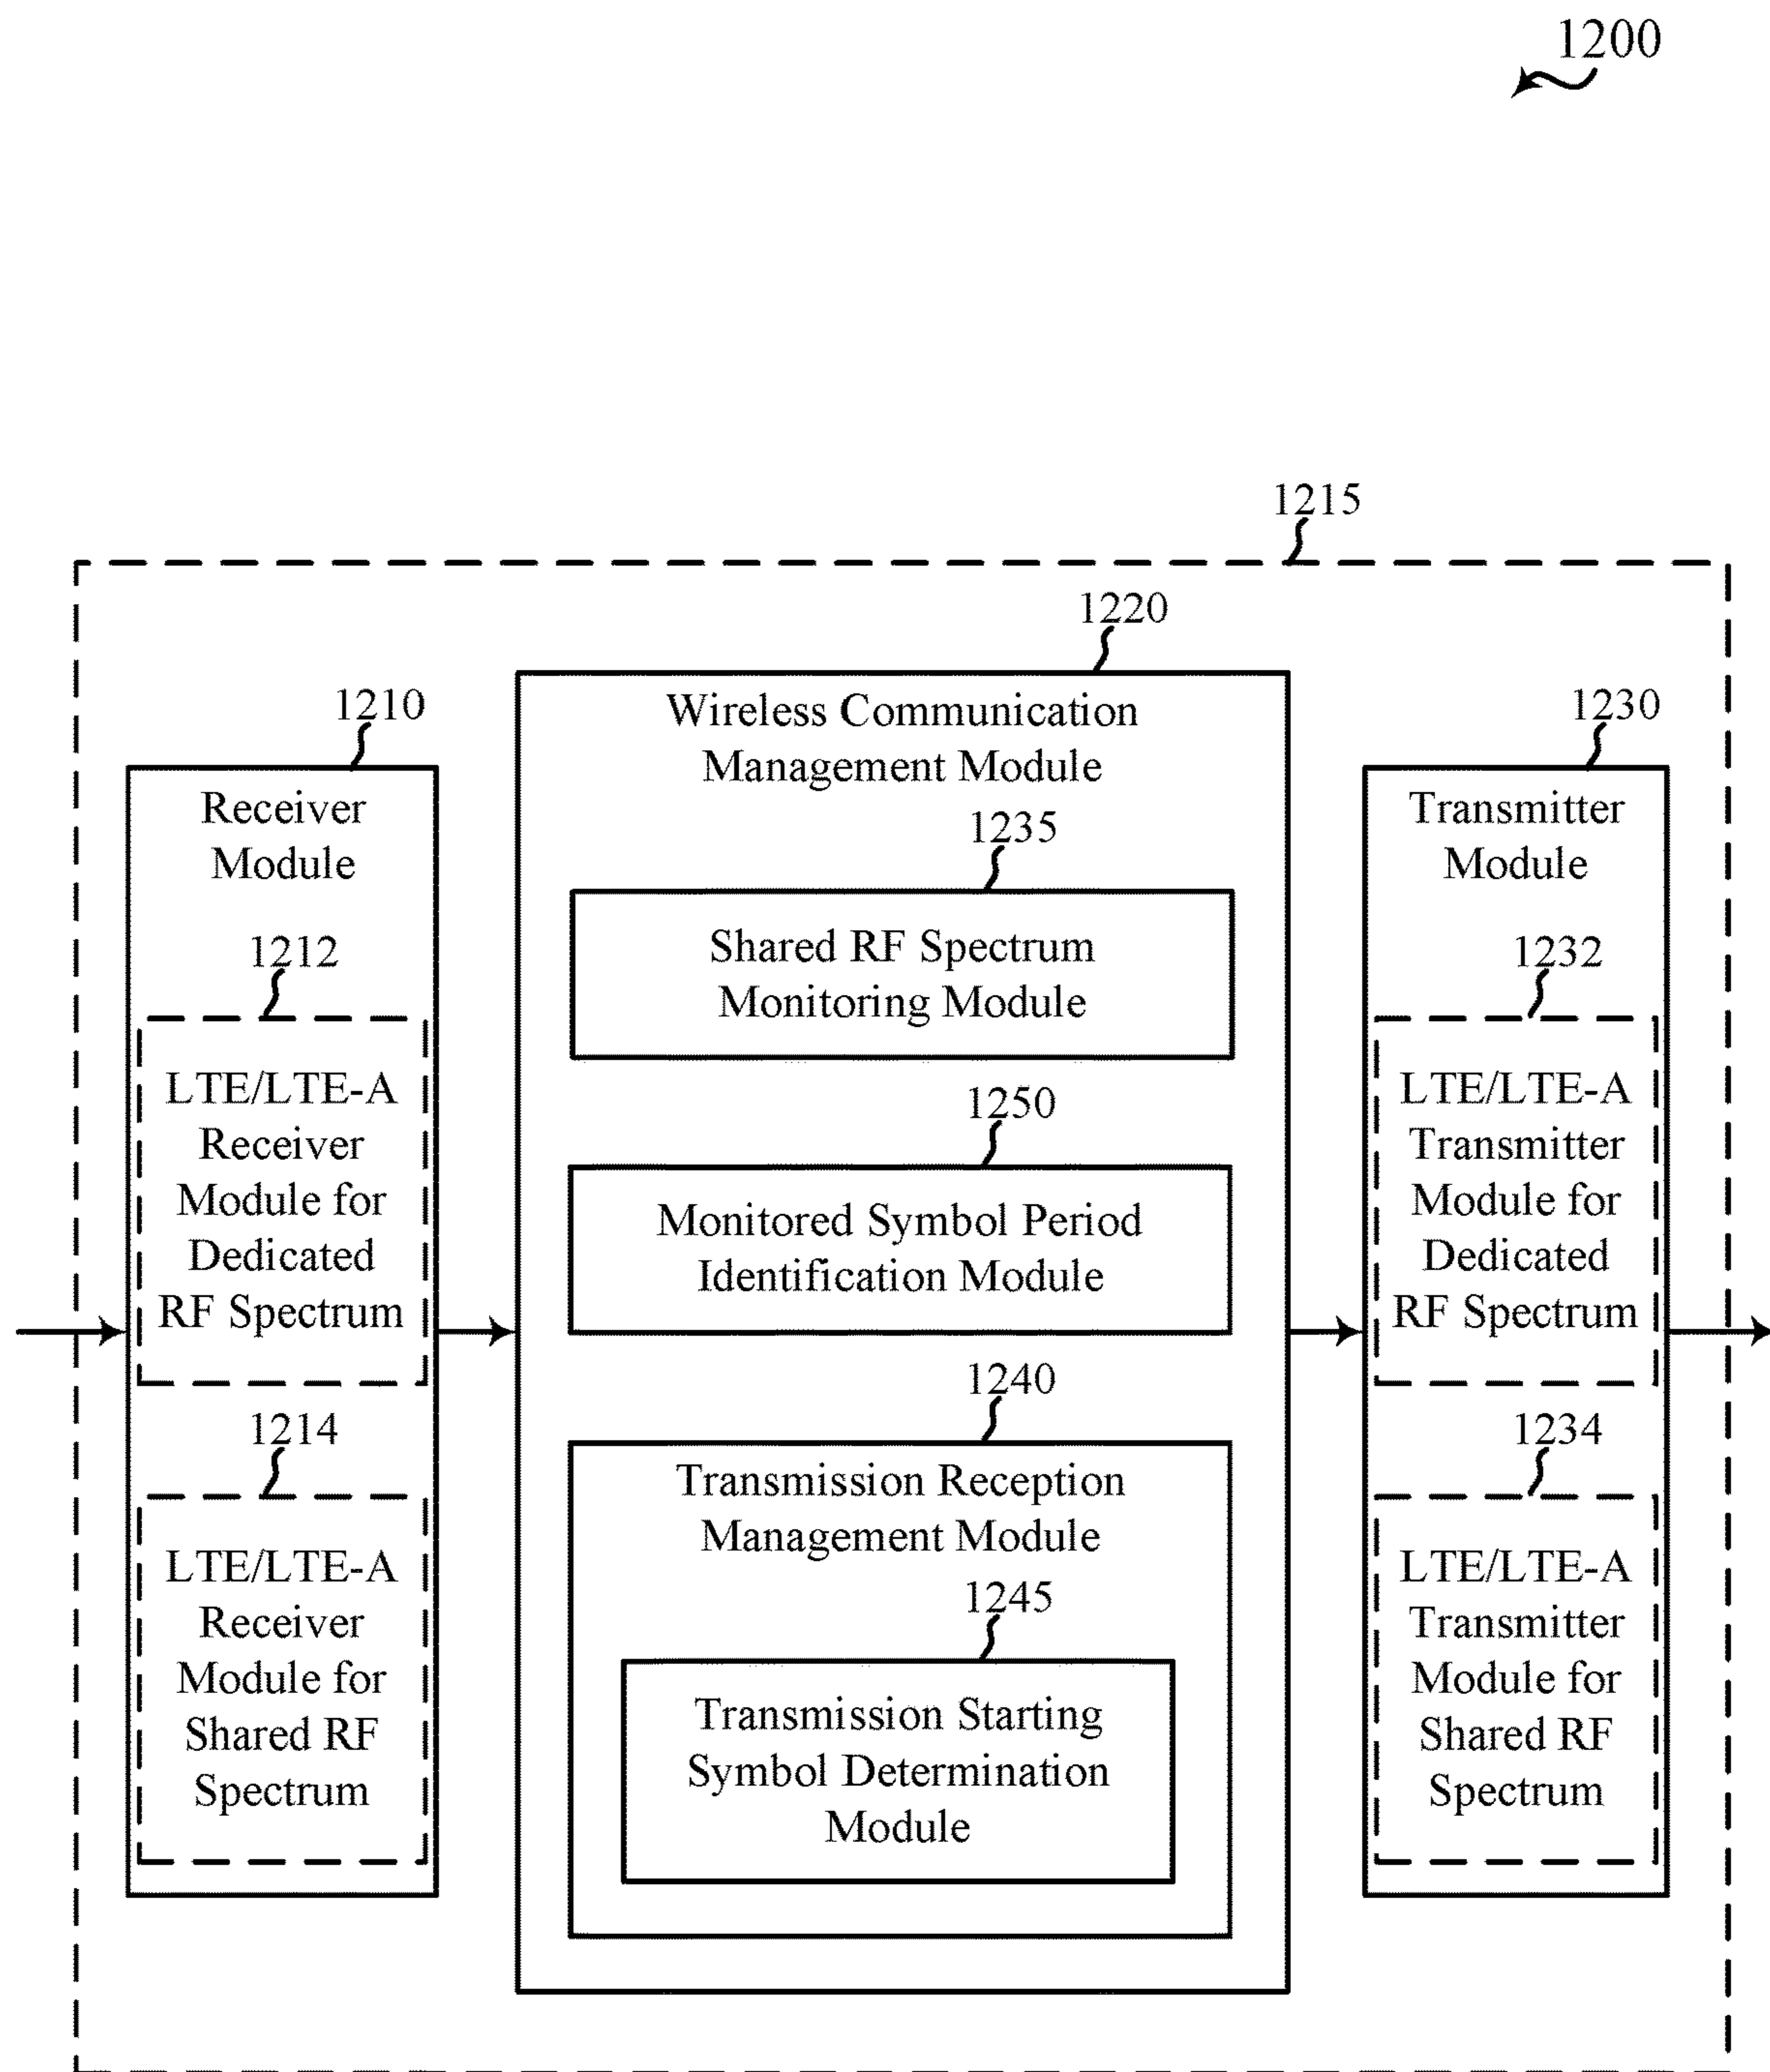 1200
1215
1220
Wireless Communication
Management Module
1210
Receiver
Module
1230
Transmitter
Module
1235
Shared RF Spectrum
Monitoring Module
1212
LTE/LTE-A
Receiver
Module for
Dedicated
RF Spectrum
1232
LTE/LTE-A
Transmitter
Module for
Dedicated
RF Spectrum
1250
Monitored Symbol Period
Identification Module
1240
Transmission Reception
Management Module
1214
LTE/LTE-A
Receiver
Module for
Shared RF
Spectrum
1245
Transmission Starting
Symbol Determination
Module
1234
LTE/LTE-A
Transmitter
Module for
Shared RF
Spectrum